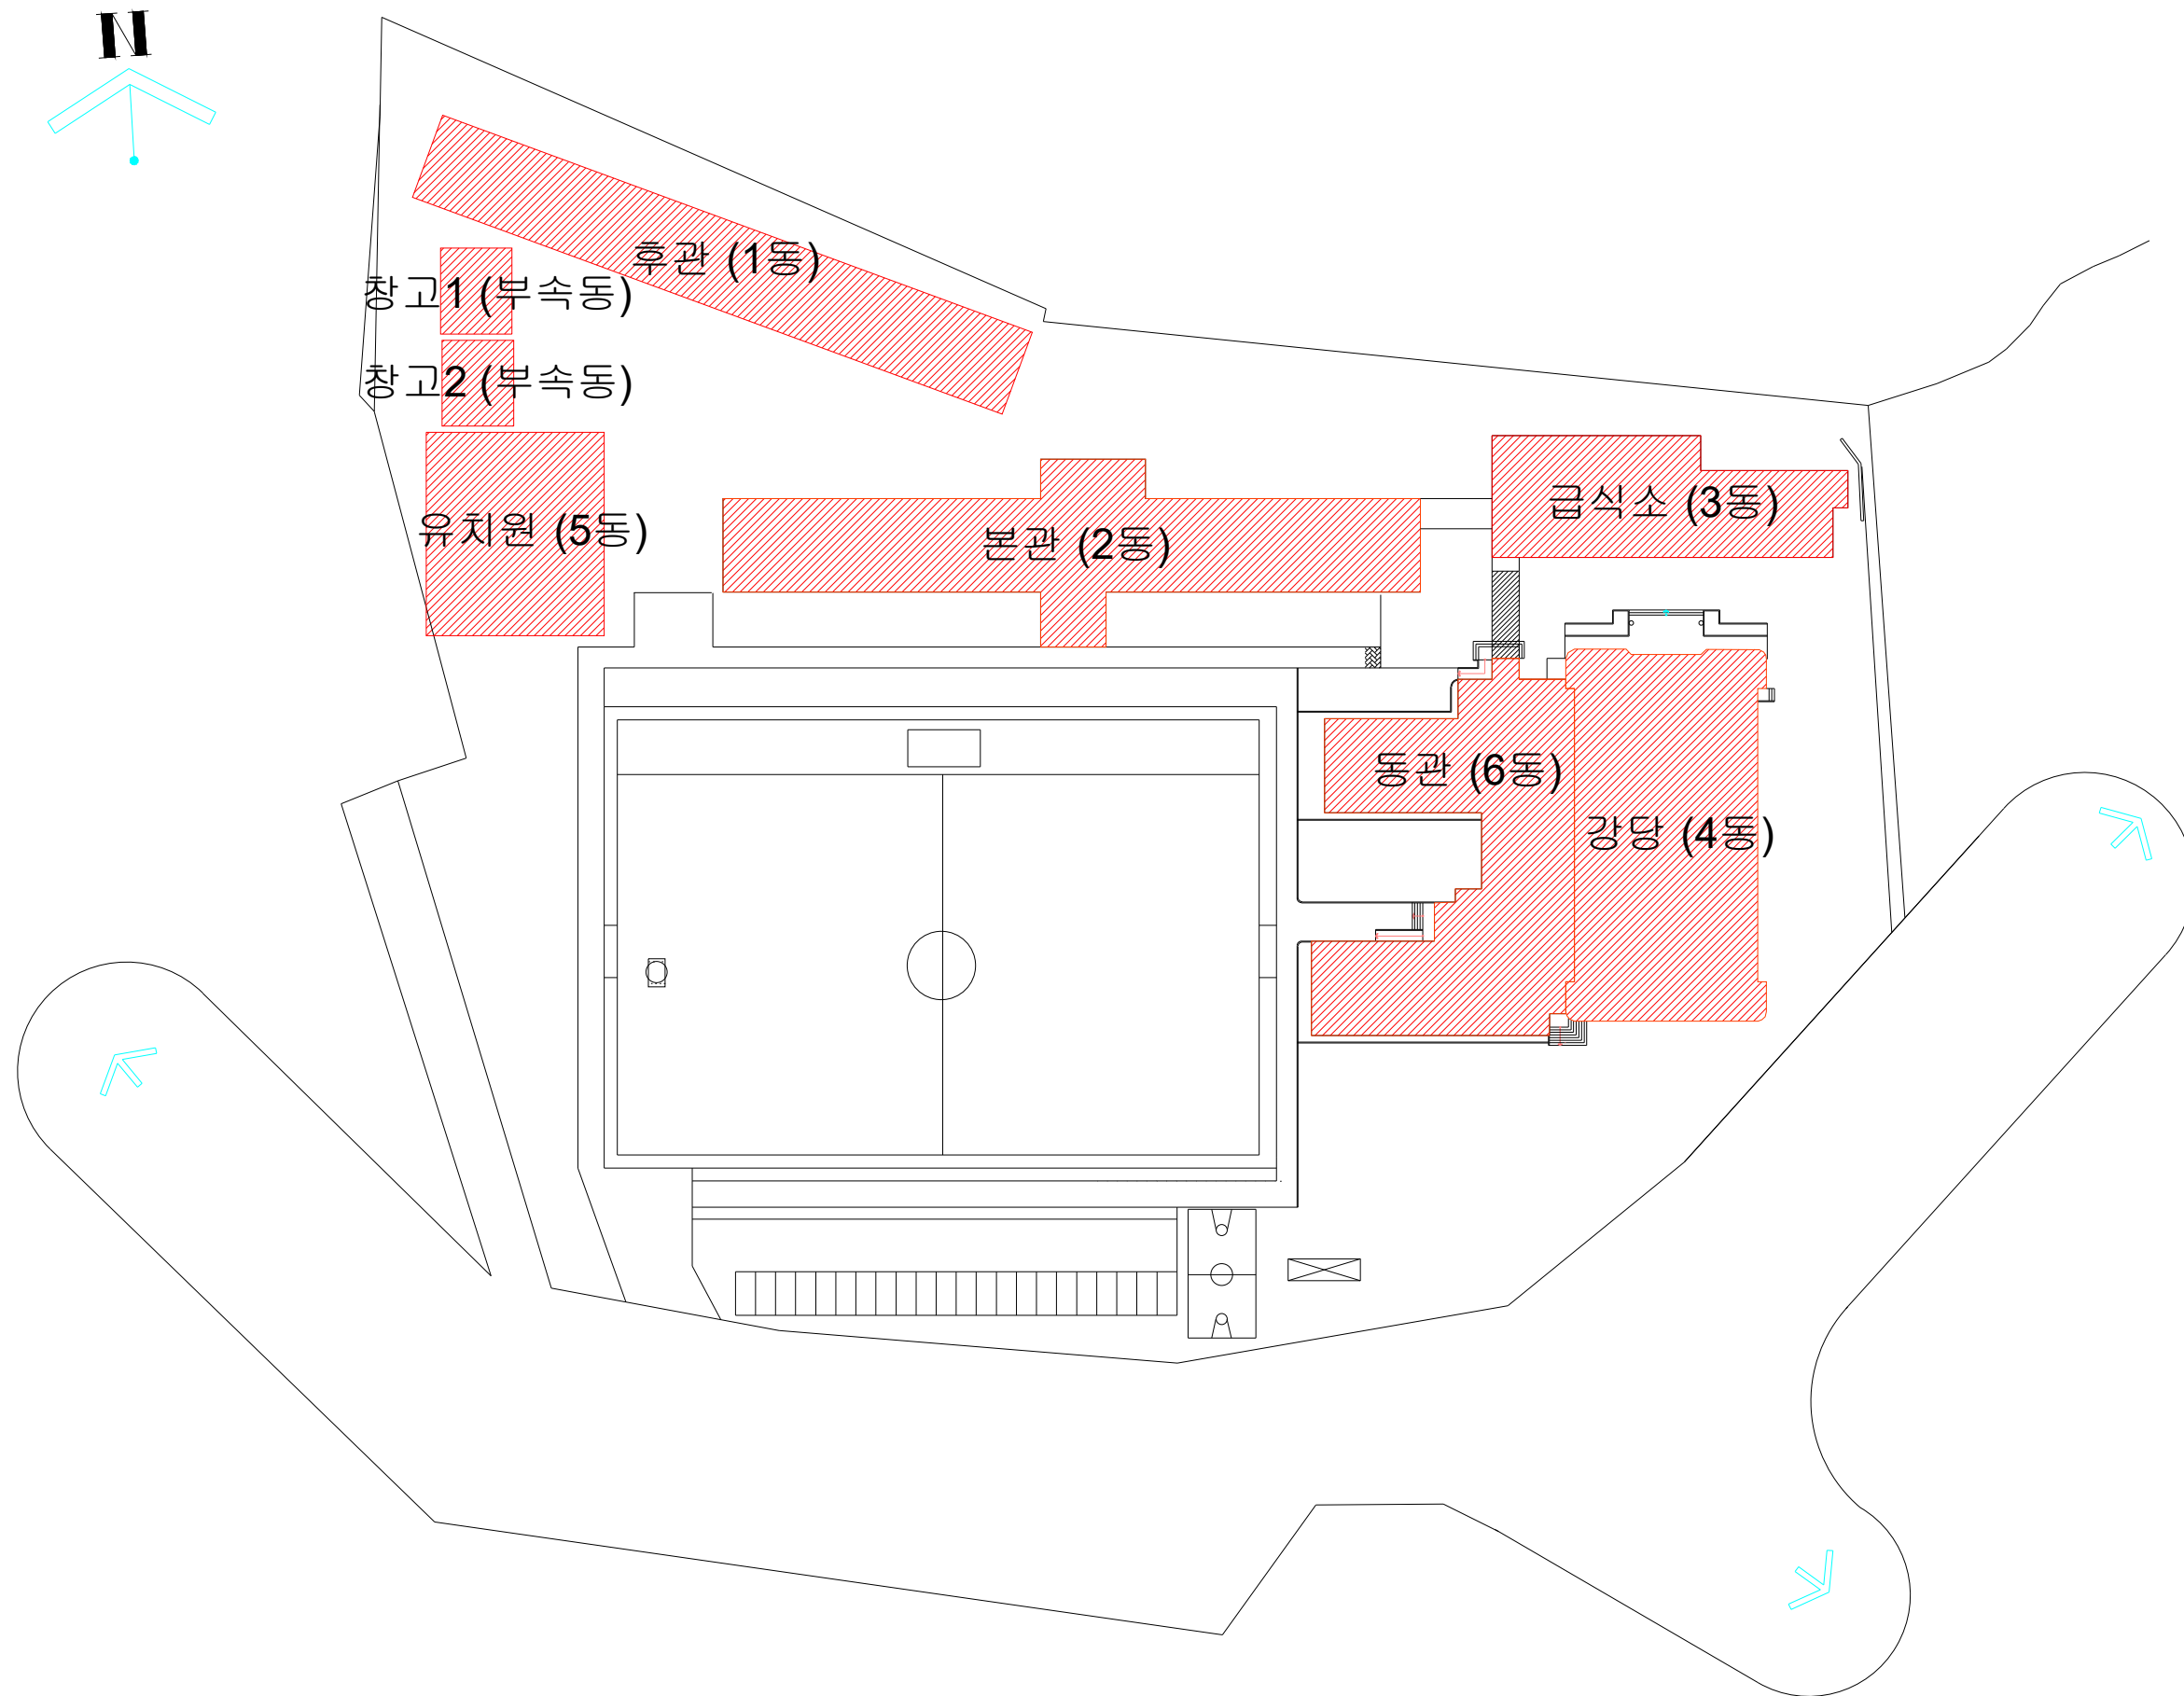 N
후관 (1동)
창고1 (부속동)
창고2 (부속동)
유치원 (5동)
본관 (2동)
급식소 (3동)
동관 (6동)
강당 (4동)